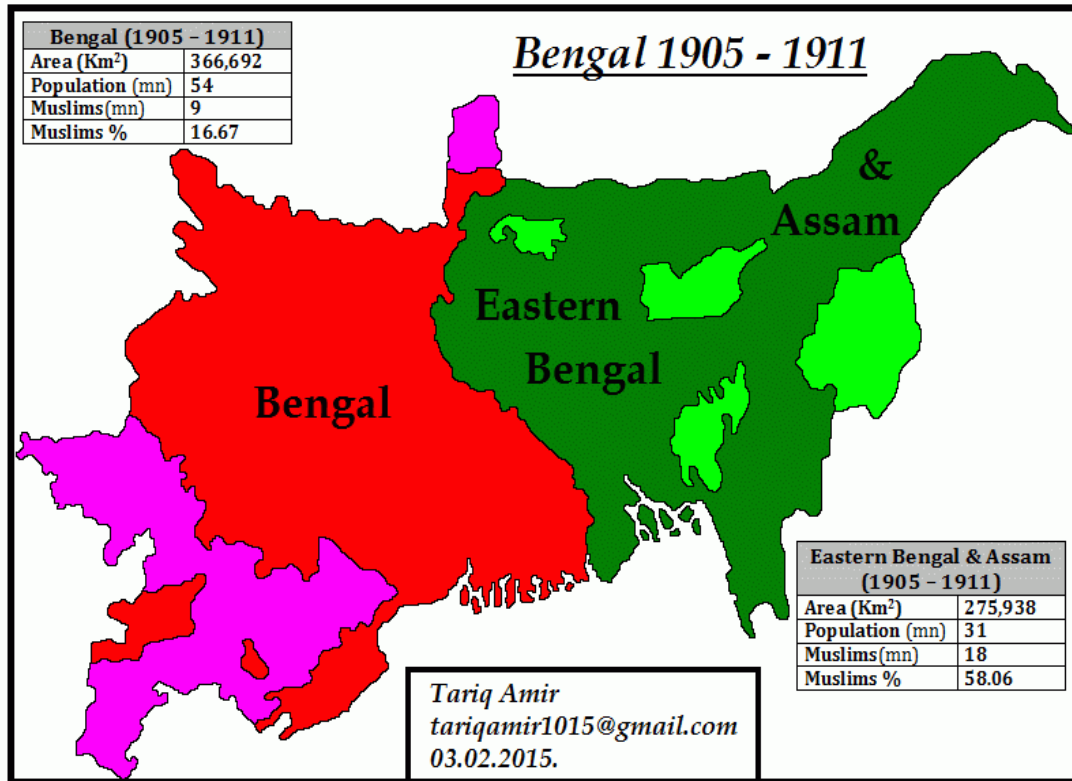 Bengal (1905 – 1911)
Area (Km²) 366,692
Population (mn) 54
Muslims(mn) 9
Muslims % 16.67
Bengal 1905 - 1911
&
Assam
Eastern
Bengal
Bengal
Eastern Bengal & Assam
(1905 – 1911)
Area (Km²) 275,938
Population (mn) 31
Muslims(mn) 18
Muslims % 58.06
Tariq Amir
tariqamir1015@gmail.com
03.02.2015.